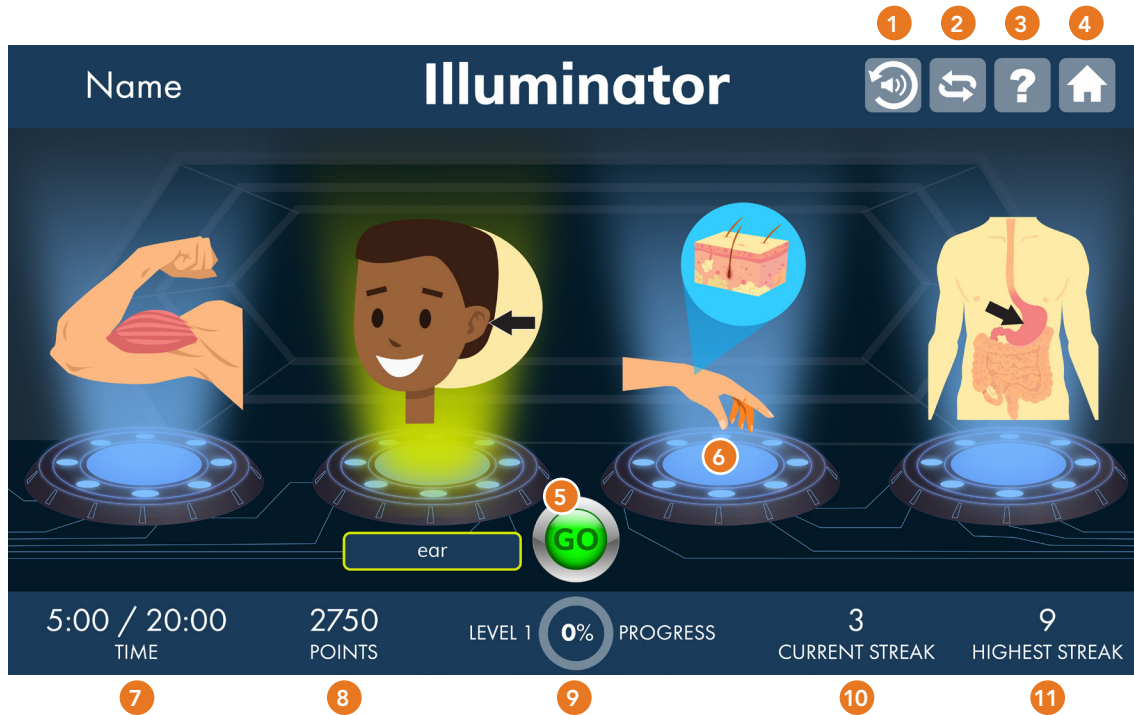 1 2 3 4
Name Illuminator ?
6
5
GO
ear
5:00 / 20:00 2750 LEVEL 1 0% PROGRESS 3 9
TIME POINTS CURRENT STREAK HIGHEST STREAK
7 8 9 10 11